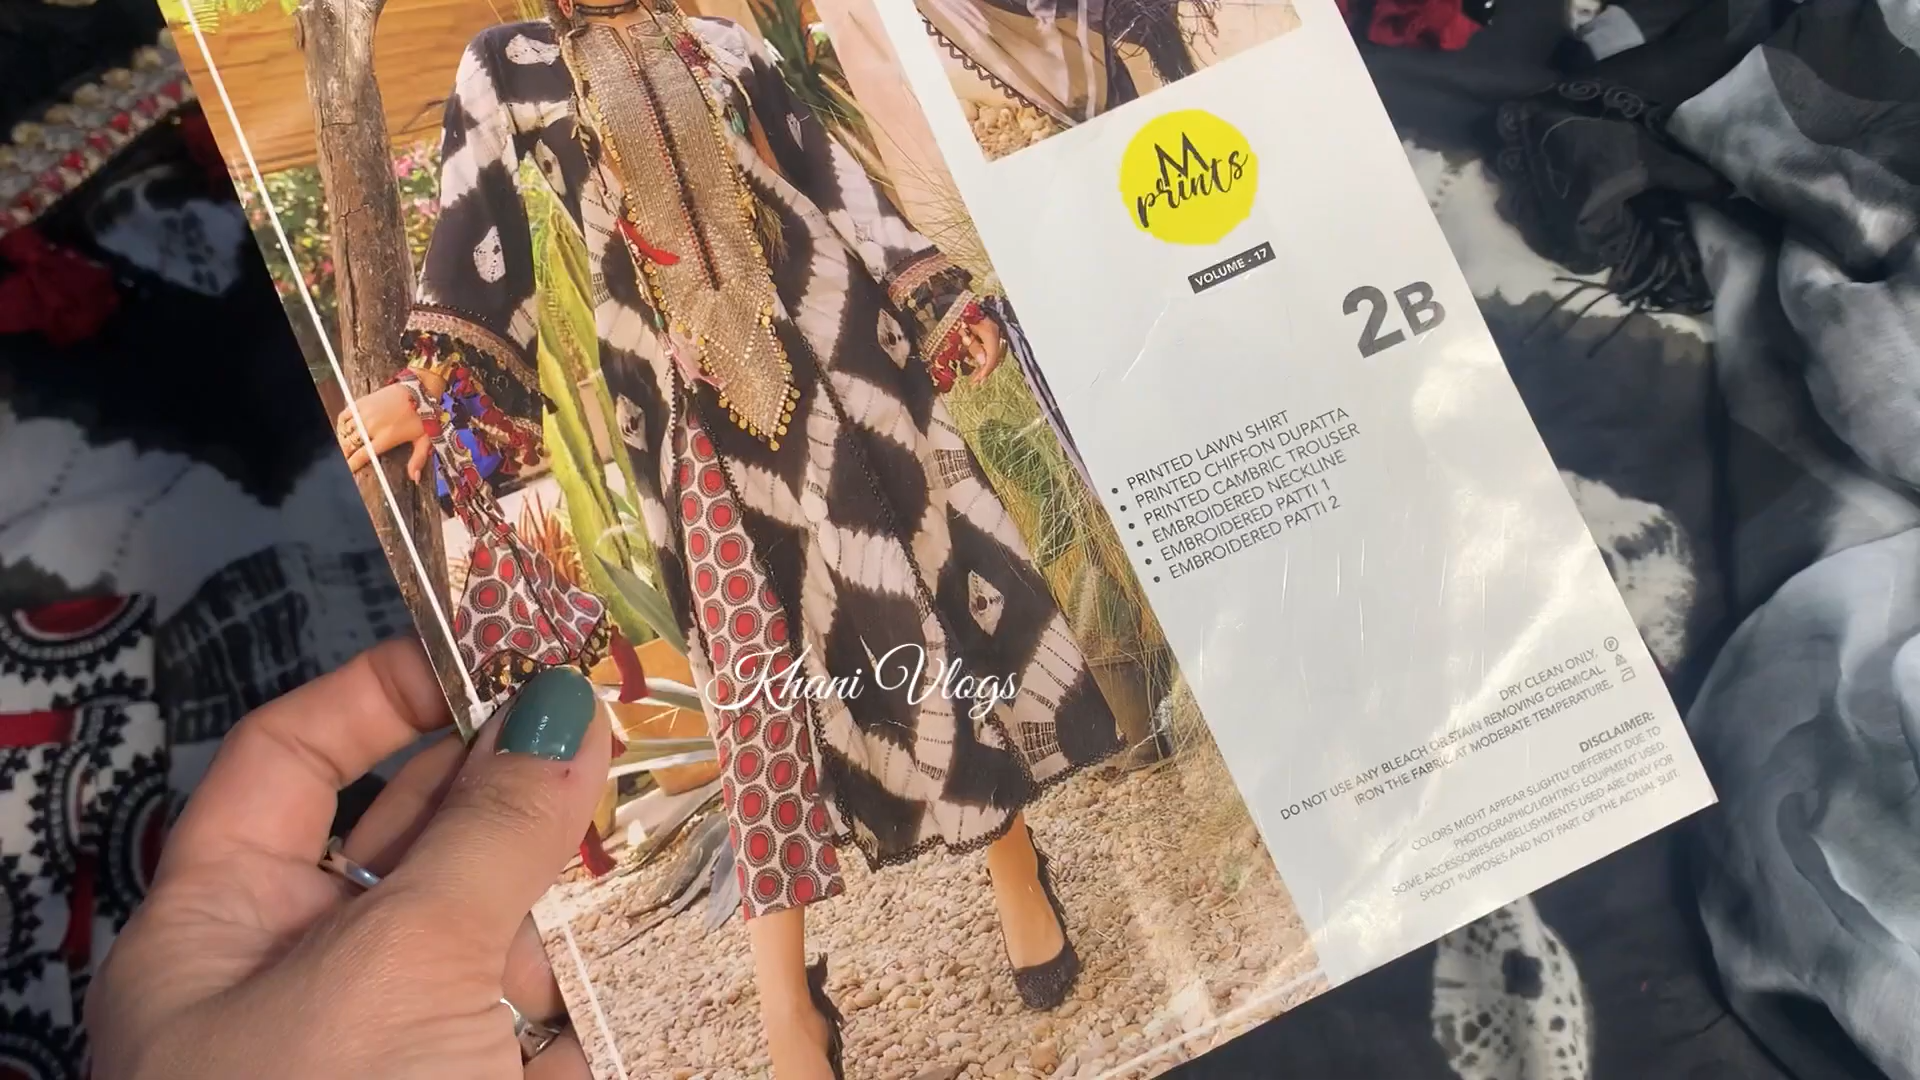 M
prints
VOLUME - 17
2B
• PRINTED LAWN SHIRT
• PRINTED CHIFFON DUPATTA
• PRINTED CAMBRIC TROUSER
• EMBROIDERED NECKLINE
• EMBROIDERED PATTI 1
• EMBROIDERED PATTI 2
Khani Vlogs
DRY CLEAN ONLY.
DO NOT USE ANY BLEACH OR STAIN REMOVING CHEMICAL.
IRON THE FABRIC AT MODERATE TEMPERATURE.
DISCLAIMER:
COLORS MIGHT APPEAR SLIGHTLY DIFFERENT DUE TO
PHOTOGRAPHIC/LIGHTING EQUIPMENT USED.
SOME ACCESSORIES/EMBELLISHMENTS USED ARE ONLY FOR
SHOOT PURPOSES AND NOT PART OF THE ACTUAL SUIT.